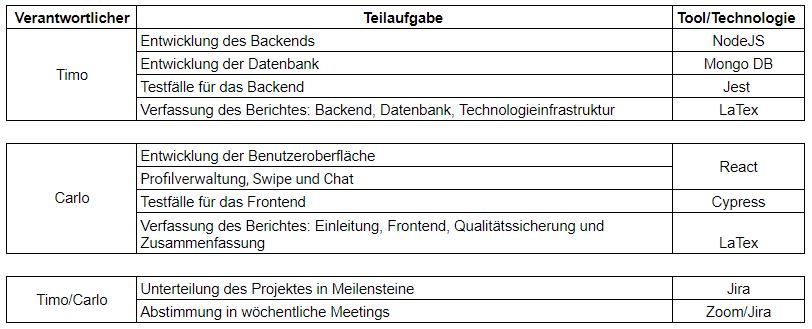 Verantwortlicher Teilaufgabe Tool/Technologie
Timo
Entwicklung des Backends NodeJS
Entwicklung der Datenbank Mongo DB
Testfälle für das Backend Jest
Verfassung des Berichtes: Backend, Datenbank, Technologieinfrastruktur LaTex
Carlo
Entwicklung der Benutzeroberfläche
React
Profilverwaltung, Swipe und Chat
Testfälle für das Frontend Cypress
Verfassung des Berichtes: Einleitung, Frontend, Qualitätssicherung und
Zusammenfassung LaTex
Timo/Carlo
Unterteilung des Projektes in Meilensteine Jira
Abstimmung in wöchentliche Meetings Zoom/Jira